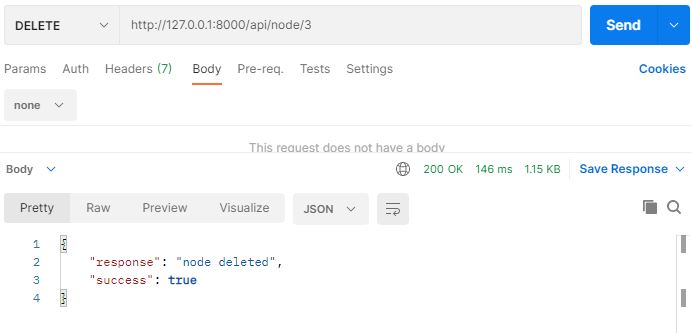 DELETE http://127.0.0.1:8000/api/node/3 Send
Params Auth Headers (7) Body Pre-req. Tests Settings Cookies
none
This request does not have a body
Body 200 OK 146 ms 1.15 KB Save Response
Pretty Raw Preview Visualize JSON
1 {
2 "response": "node deleted",
3 "success": true
4 }